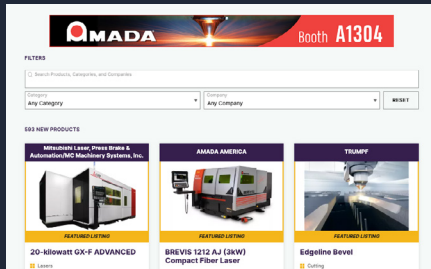 AMADA
Booth A1304
FILTERS
Search Products, Categories, and Companies
Category
Any Category
Company
Any Company
RESET
593 NEW PRODUCTS
Mitsubishi Laser, Press Brake &
Automation/MC Machinery Systems, Inc.
AMADA AMERICA
TRUMPF
FEATURED LISTING
FEATURED LISTING
FEATURED LISTING
20-kilowatt GX-F ADVANCED
BREVIS 1212 AJ (3kW)
Compact Fiber Laser
Edgeline Bevel
Lasers
Cutting